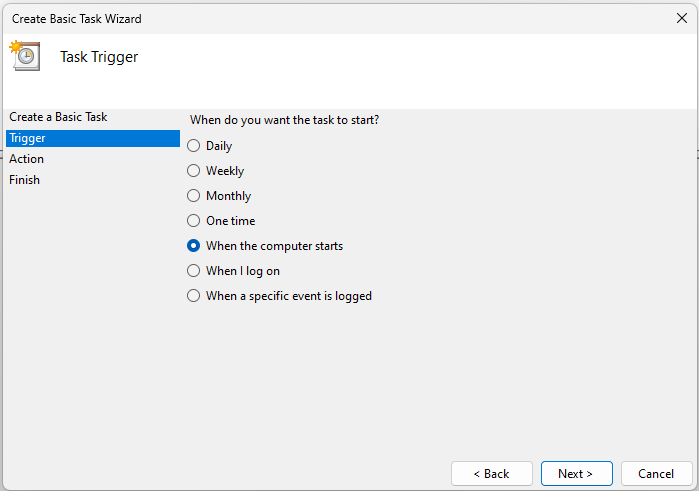 Create Basic Task Wizard
Task Trigger
Create a Basic Task
Trigger
Action
Finish
When do you want the task to start?
Daily
Weekly
Monthly
One time
When the computer starts
When I log on
When a specific event is logged
< Back
Next >
Cancel